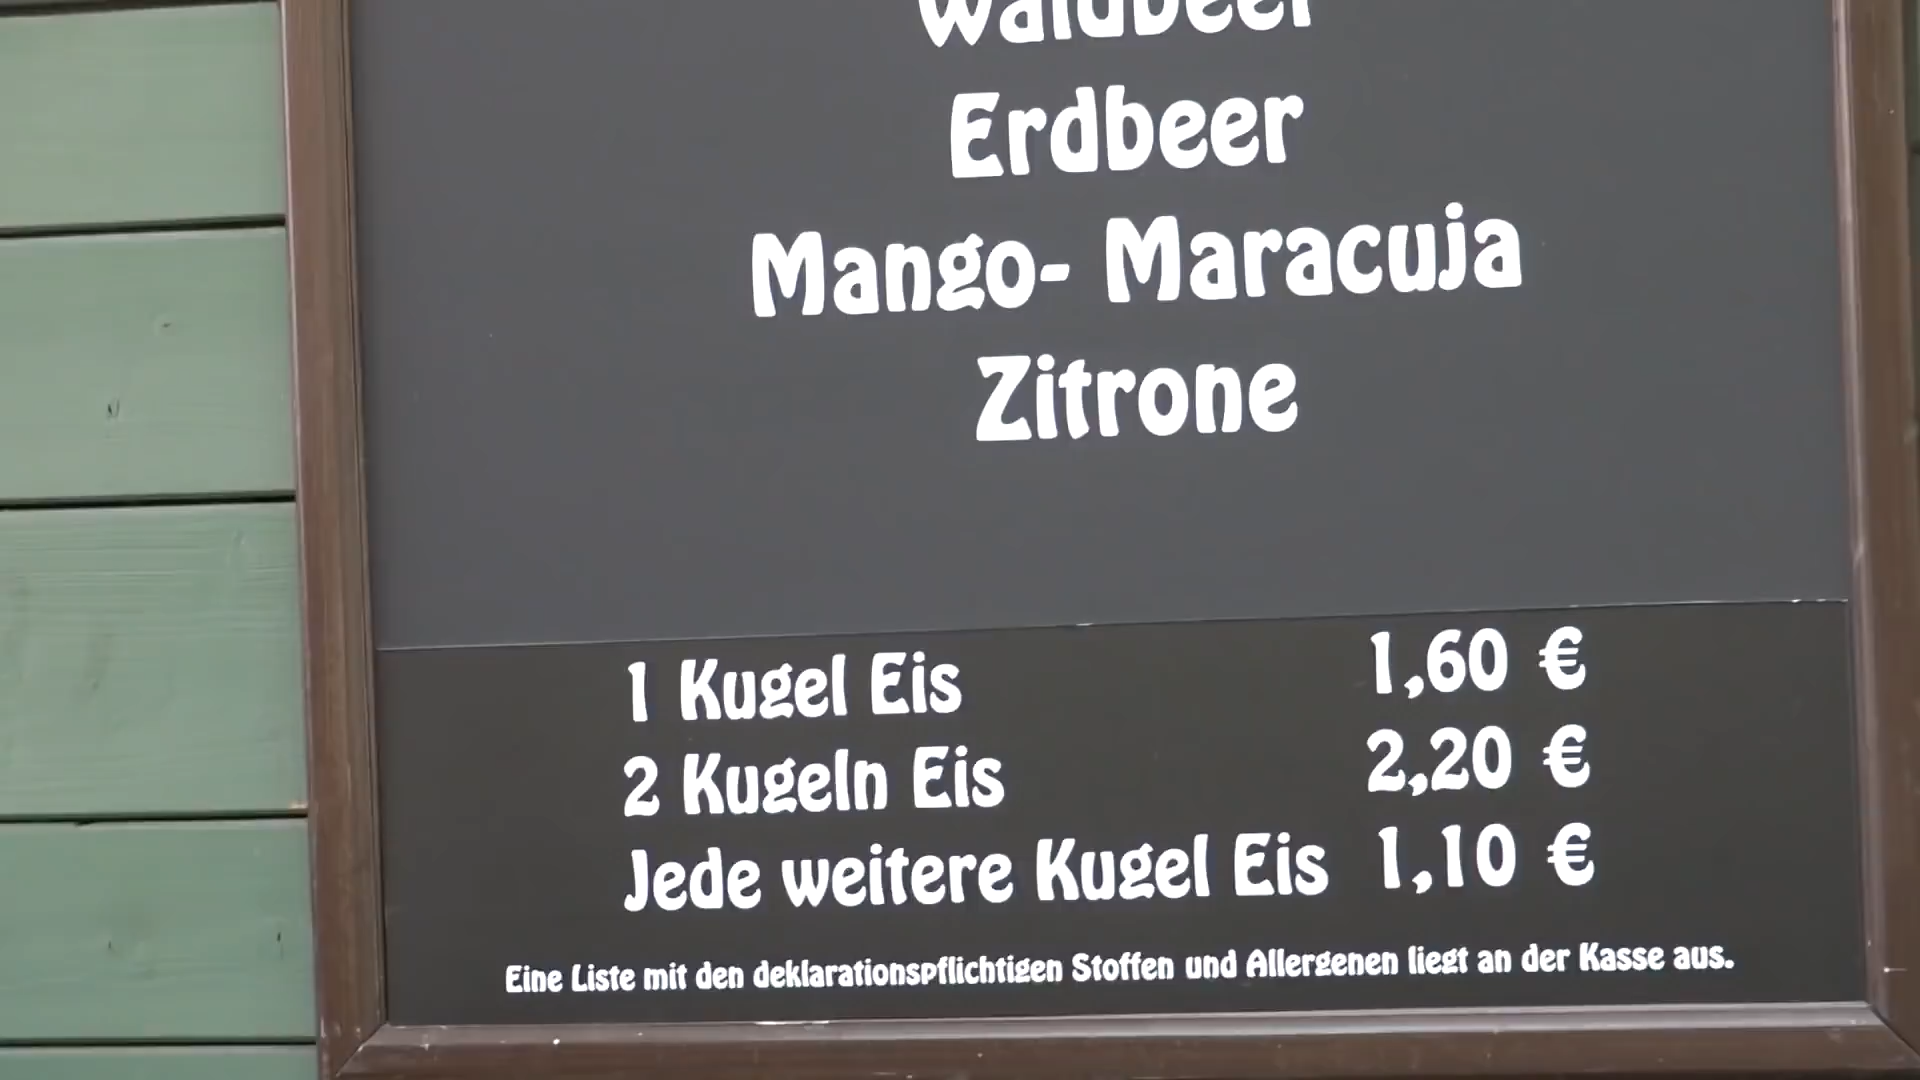 Waldbeer
Erdbeer
Mango- Maracuja
Zitrone
1 Kugel Eis 1,60 €
2 Kugeln Eis 2,20 €
Jede weitere Kugel Eis 1,10 €
Eine Liste mit den deklarationspflichtigen Stoffen und Allergenen liegt an der Kasse aus.